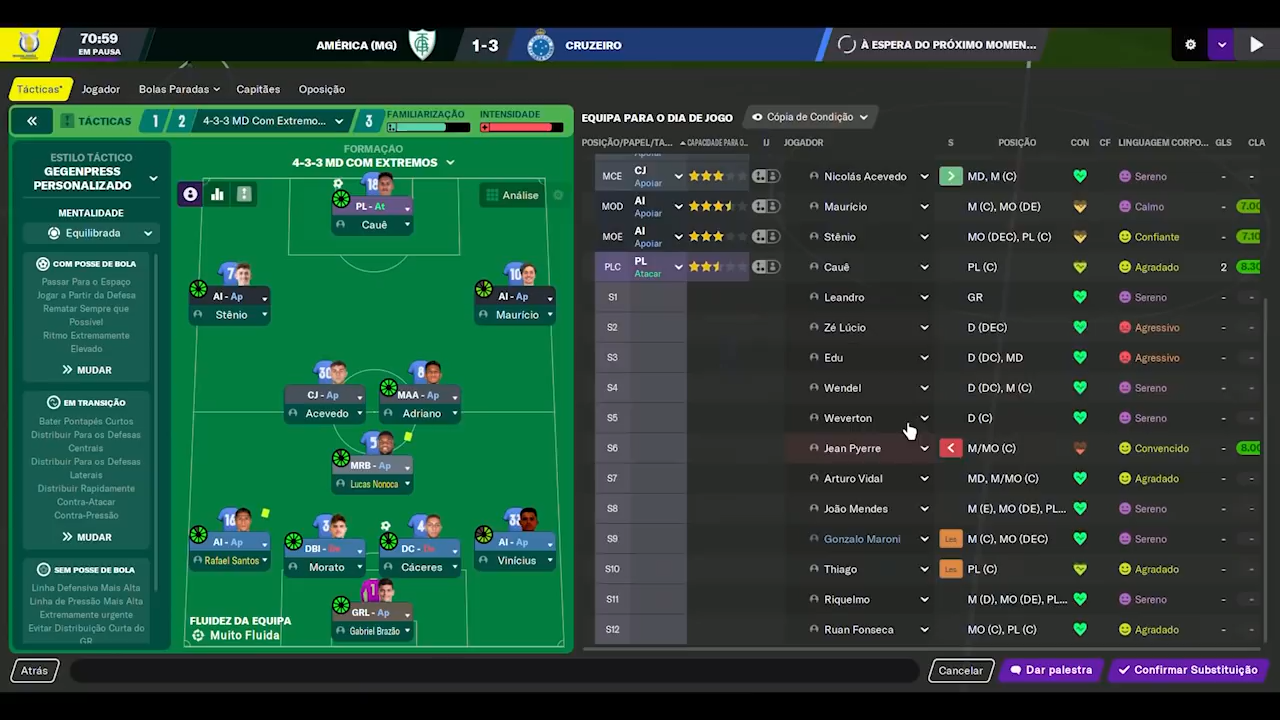 70:59
EM PAUSA
AMÉRICA (MG)
1-3
CRUZEIRO
À ESPERA DO PRÓXIMO MOMEN...
Tácticas*
Jogador
Bolas Paradas
Capitães
Oposição
TÁCTICAS
1
2
4-3-3 MD Com Extremo...
3
FAMILIARIZAÇÃO
INTENSIDADE
ESTILO TÁCTICO
GEGENPRESS
PERSONALIZADO
MENTALIDADE
Equilibrada
COM POSSE DE BOLA
Passar Para o Espaço
Jogar a Partir da Defesa
Rematar Sempre que
Possível
Ritmo Extremamente
Elevado
MUDAR
EM TRANSIÇÃO
Bater Pontapés Curtos
Distribuir Para os Defesas
Centrais
Distribuir Para os Defesas
Laterais
Distribuir Rapidamente
Contra-Atacar
Contra-Pressão
MUDAR
SEM POSSE DE BOLA
Linha Defensiva Mais Alta
Linha de Pressão Mais Alta
Extremamente urgente
Evitar Distribuição Curta do
GR
FORMAÇÃO
4-3-3 MD COM EXTREMOS
Análise
18
PL - At
Cauê
7
AI - Ap
Stênio
10
AI - Ap
Maurício
30
CJ - Ap
Acevedo
8
MAA - Ap
Adriano
5
MRB - Ap
Lucas Nonoca
16
AI - Ap
Rafael Santos
3
DBI - De
Morato
4
DC - De
Cáceres
AI - Ap
Vinícius
1
GRL - Ap
Gabriel Brazão
FLUIDEZ DA EQUIPA
Muito Fluida
EQUIPA PARA O DIA DE JOGO
Cópia de Condição
POSIÇÃO/PAPEL/TA... CAPACIDADE PARA O... IJ JOGADOR S POSIÇÃO CON CF LINGUAGEM CORPO... GLS CLA
Apoiar
MCE CJ Apoiar Nicolás Acevedo MD, M (C) Sereno - -
MOD AI Apoiar Maurício M (C), MO (DE) Calmo - 7.00
MOE AI Apoiar Stênio MO (DEC), PL (C) Confiante - 7.10
PLC PL Atacar Cauê PL (C) Agradado 2 8.30
S1 Leandro GR Sereno - -
S2 Zé Lúcio D (DEC) Agressivo - -
S3 Edu D (DC), MD Agressivo - -
S4 Wendel D (DC), M (C) Sereno - -
S5 Weverton D (C) Sereno - -
S6 Jean Pyerre M/MO (C) Convencido - 8.00
S7 Arturo Vidal MD, M/MO (C) Agradado - -
S8 João Mendes M (E), MO (DE), PL... Sereno - -
S9 Gonzalo Maroni Les M (C), MO (DEC) Sereno - -
S10 Thiago Les PL (C) Agradado - -
S11 Riquelmo M (D), MO (DE), PL... Sereno - -
S12 Ruan Fonseca MO (C), PL (C) Agradado - -
Atrás
Cancelar
Dar palestra
Confirmar Substituição